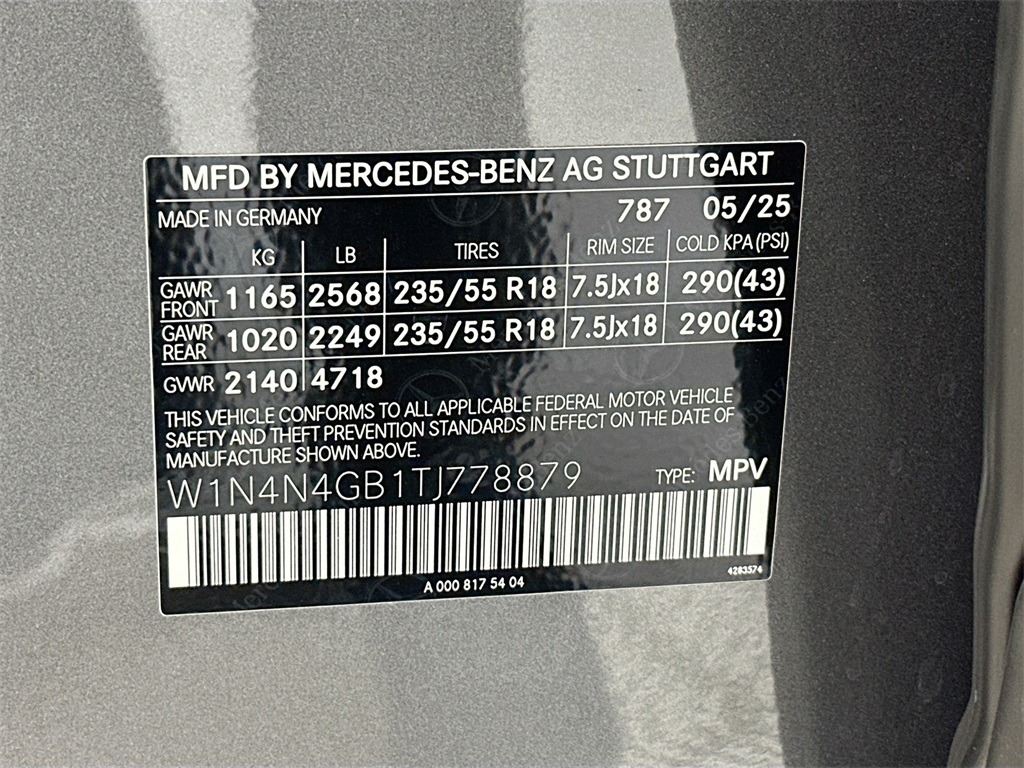 MFD BY MERCEDES-BENZ AG STUTTGART
MADE IN GERMANY 787 05/25
KG LB TIRES RIM SIZE COLD KPA (PSI)
GAWR FRONT 1165 2568 235/55 R18 7.5Jx18 290(43)
GAWR REAR 1020 2249 235/55 R18 7.5Jx18 290(43)
GVWR 2140 4718
THIS VEHICLE CONFORMS TO ALL APPLICABLE FEDERAL MOTOR VEHICLE
SAFETY AND THEFT PREVENTION STANDARDS IN EFFECT ON THE DATE OF
MANUFACTURE SHOWN ABOVE.
W1N4N4GB1TJ778879 TYPE: MPV
A 000 817 54 04 4283574